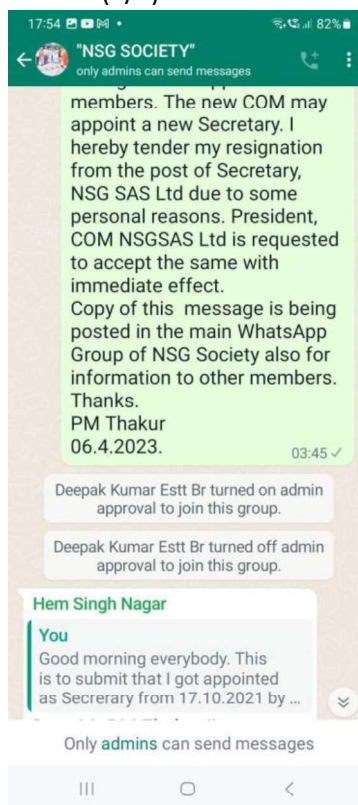 17:54
82%
"NSG SOCIETY"
only admins can send messages
members. The new COM may
appoint a new Secretary. I
hereby tender my resignation
from the post of Secretary,
NSG SAS Ltd due to some
personal reasons. President,
COM NSGSAS Ltd is requested
to accept the same with
immediate effect.
Copy of this message is being
posted in the main WhatsApp
Group of NSG Society also for
information to other members.
Thanks.
PM Thakur
06.4.2023.
03:45
Deepak Kumar Estt Br turned on admin
approval to join this group.
Deepak Kumar Estt Br turned off admin
approval to join this group.
Hem Singh Nagar
You
Good morning everybody. This
is to submit that I got appointed
as Secrerary from 17.10.2021 by ...
Only admins can send messages